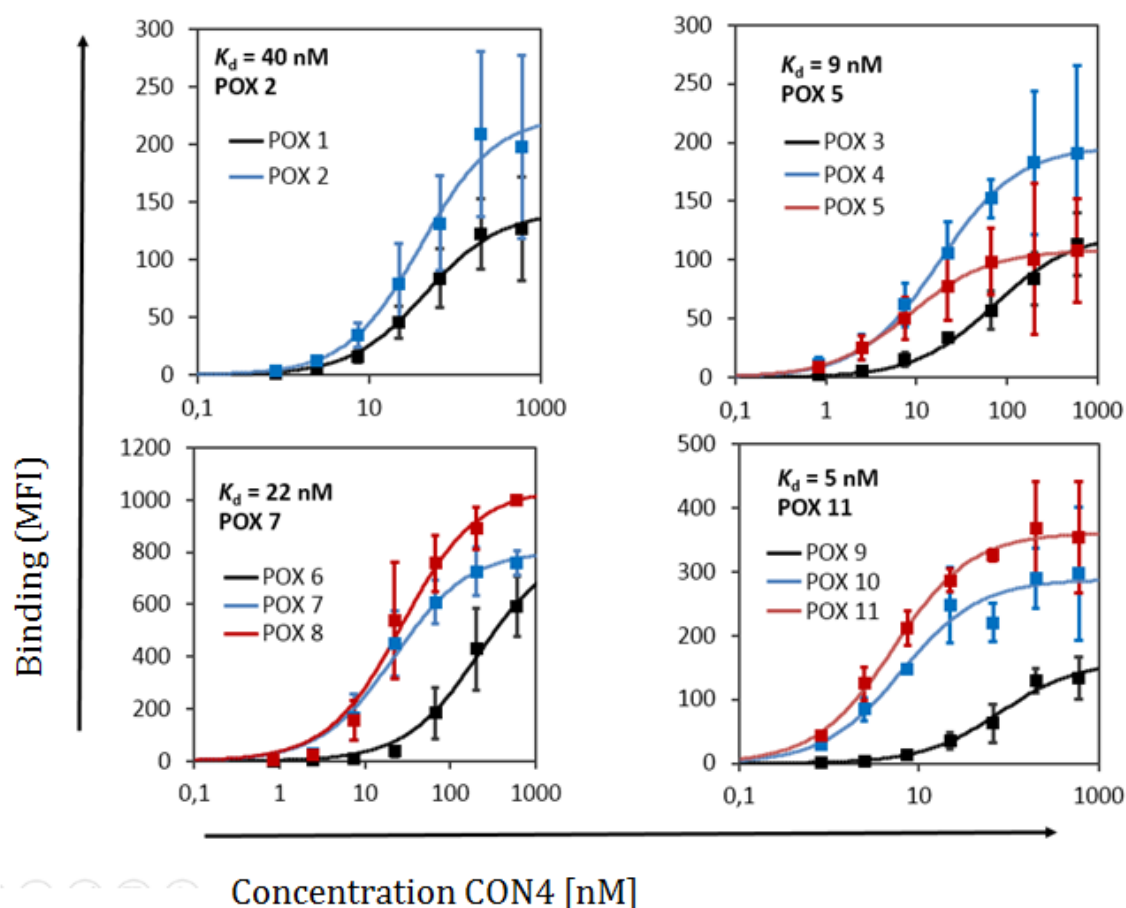 300
250
200
150
100
50
0
Kd = 40 nM
POX 2
POX 1
POX 2
0,1
10
1000
300
250
200
150
100
50
0
Kd = 9 nM
POX 5
POX 3
POX 4
POX 5
0,1
1
10
100
1000
1200
1000
800
600
400
200
0
Kd = 22 nM
POX 7
POX 6
POX 7
POX 8
0,1
1
10
100
1000
500
400
300
200
100
0
Kd = 5 nM
POX 11
POX 9
POX 10
POX 11
0,1
10
1000
Binding (MFI)
Concentration CON4 [nM]